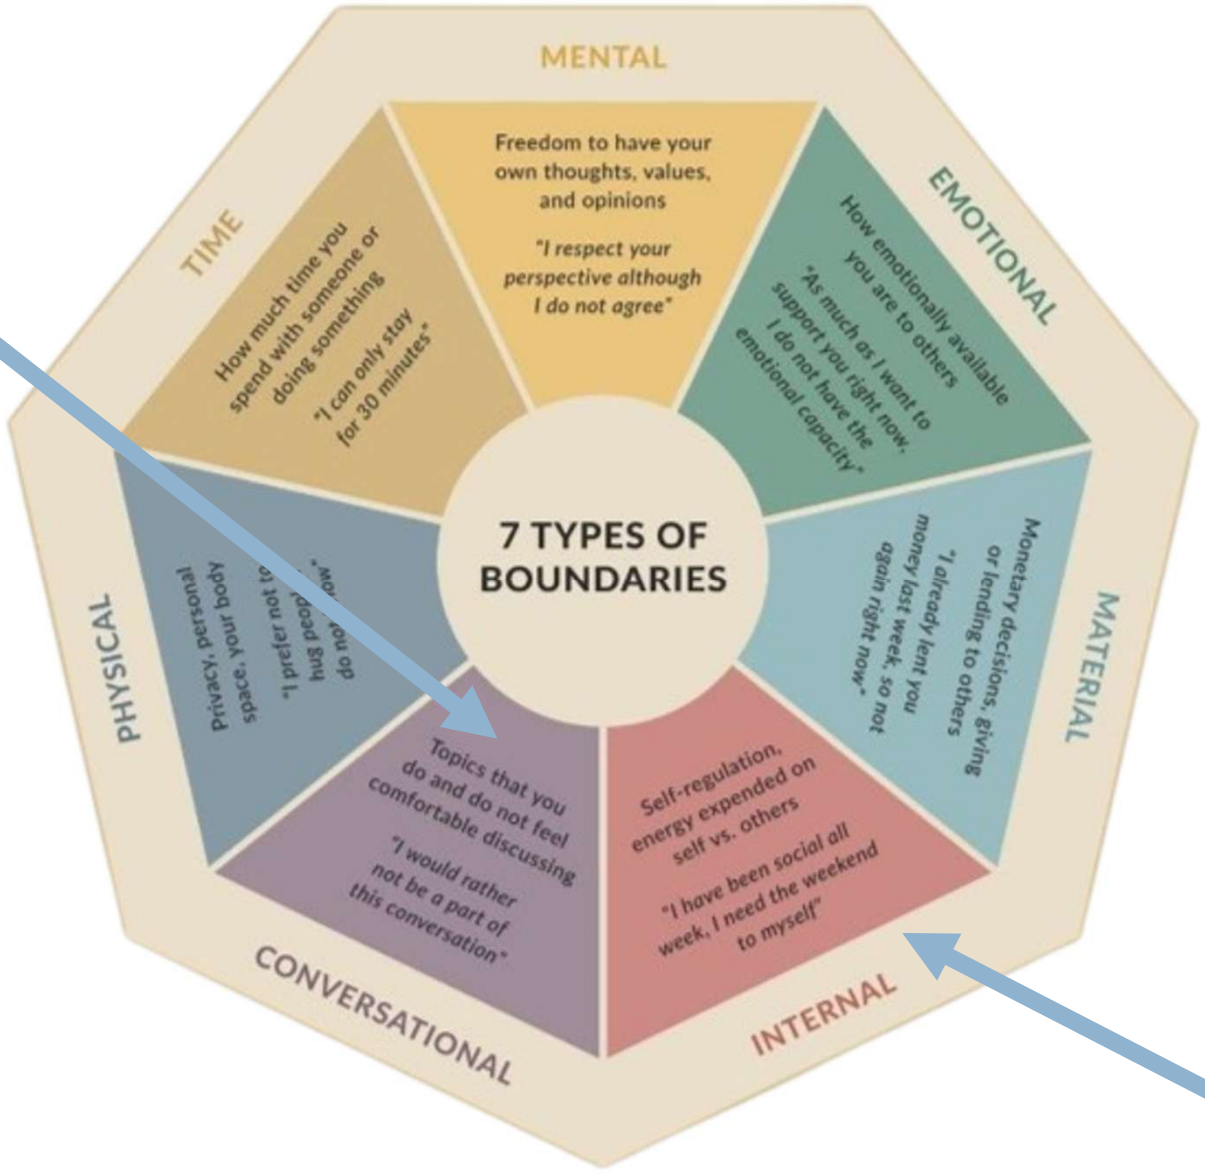 MENTAL
Freedom to have your
own thoughts, values,
and opinions
"I respect your
perspective although
I do not agree"
EMOTIONAL
How emotionally available
you are to others
"As much as I want to
support you right now,
I do not have the
emotional capacity"
MATERIAL
Monetary decisions, giving
or lending to others
"I already lent you
money last week, so not
again right now"
INTERNAL
Self-regulation,
energy expended on
self vs. others
"I have been social all
week, I need the weekend
to myself"
CONVERSATIONAL
Topics that you
do and do not feel
comfortable discussing
"I would rather
not be a part of
this conversation"
PHYSICAL
Privacy, personal
space, your body
"I prefer not to
hug
do
TIME
How much time you
spend with someone or
doing something
"I can only stay
for 30 minutes"
7 TYPES OF
BOUNDARIES